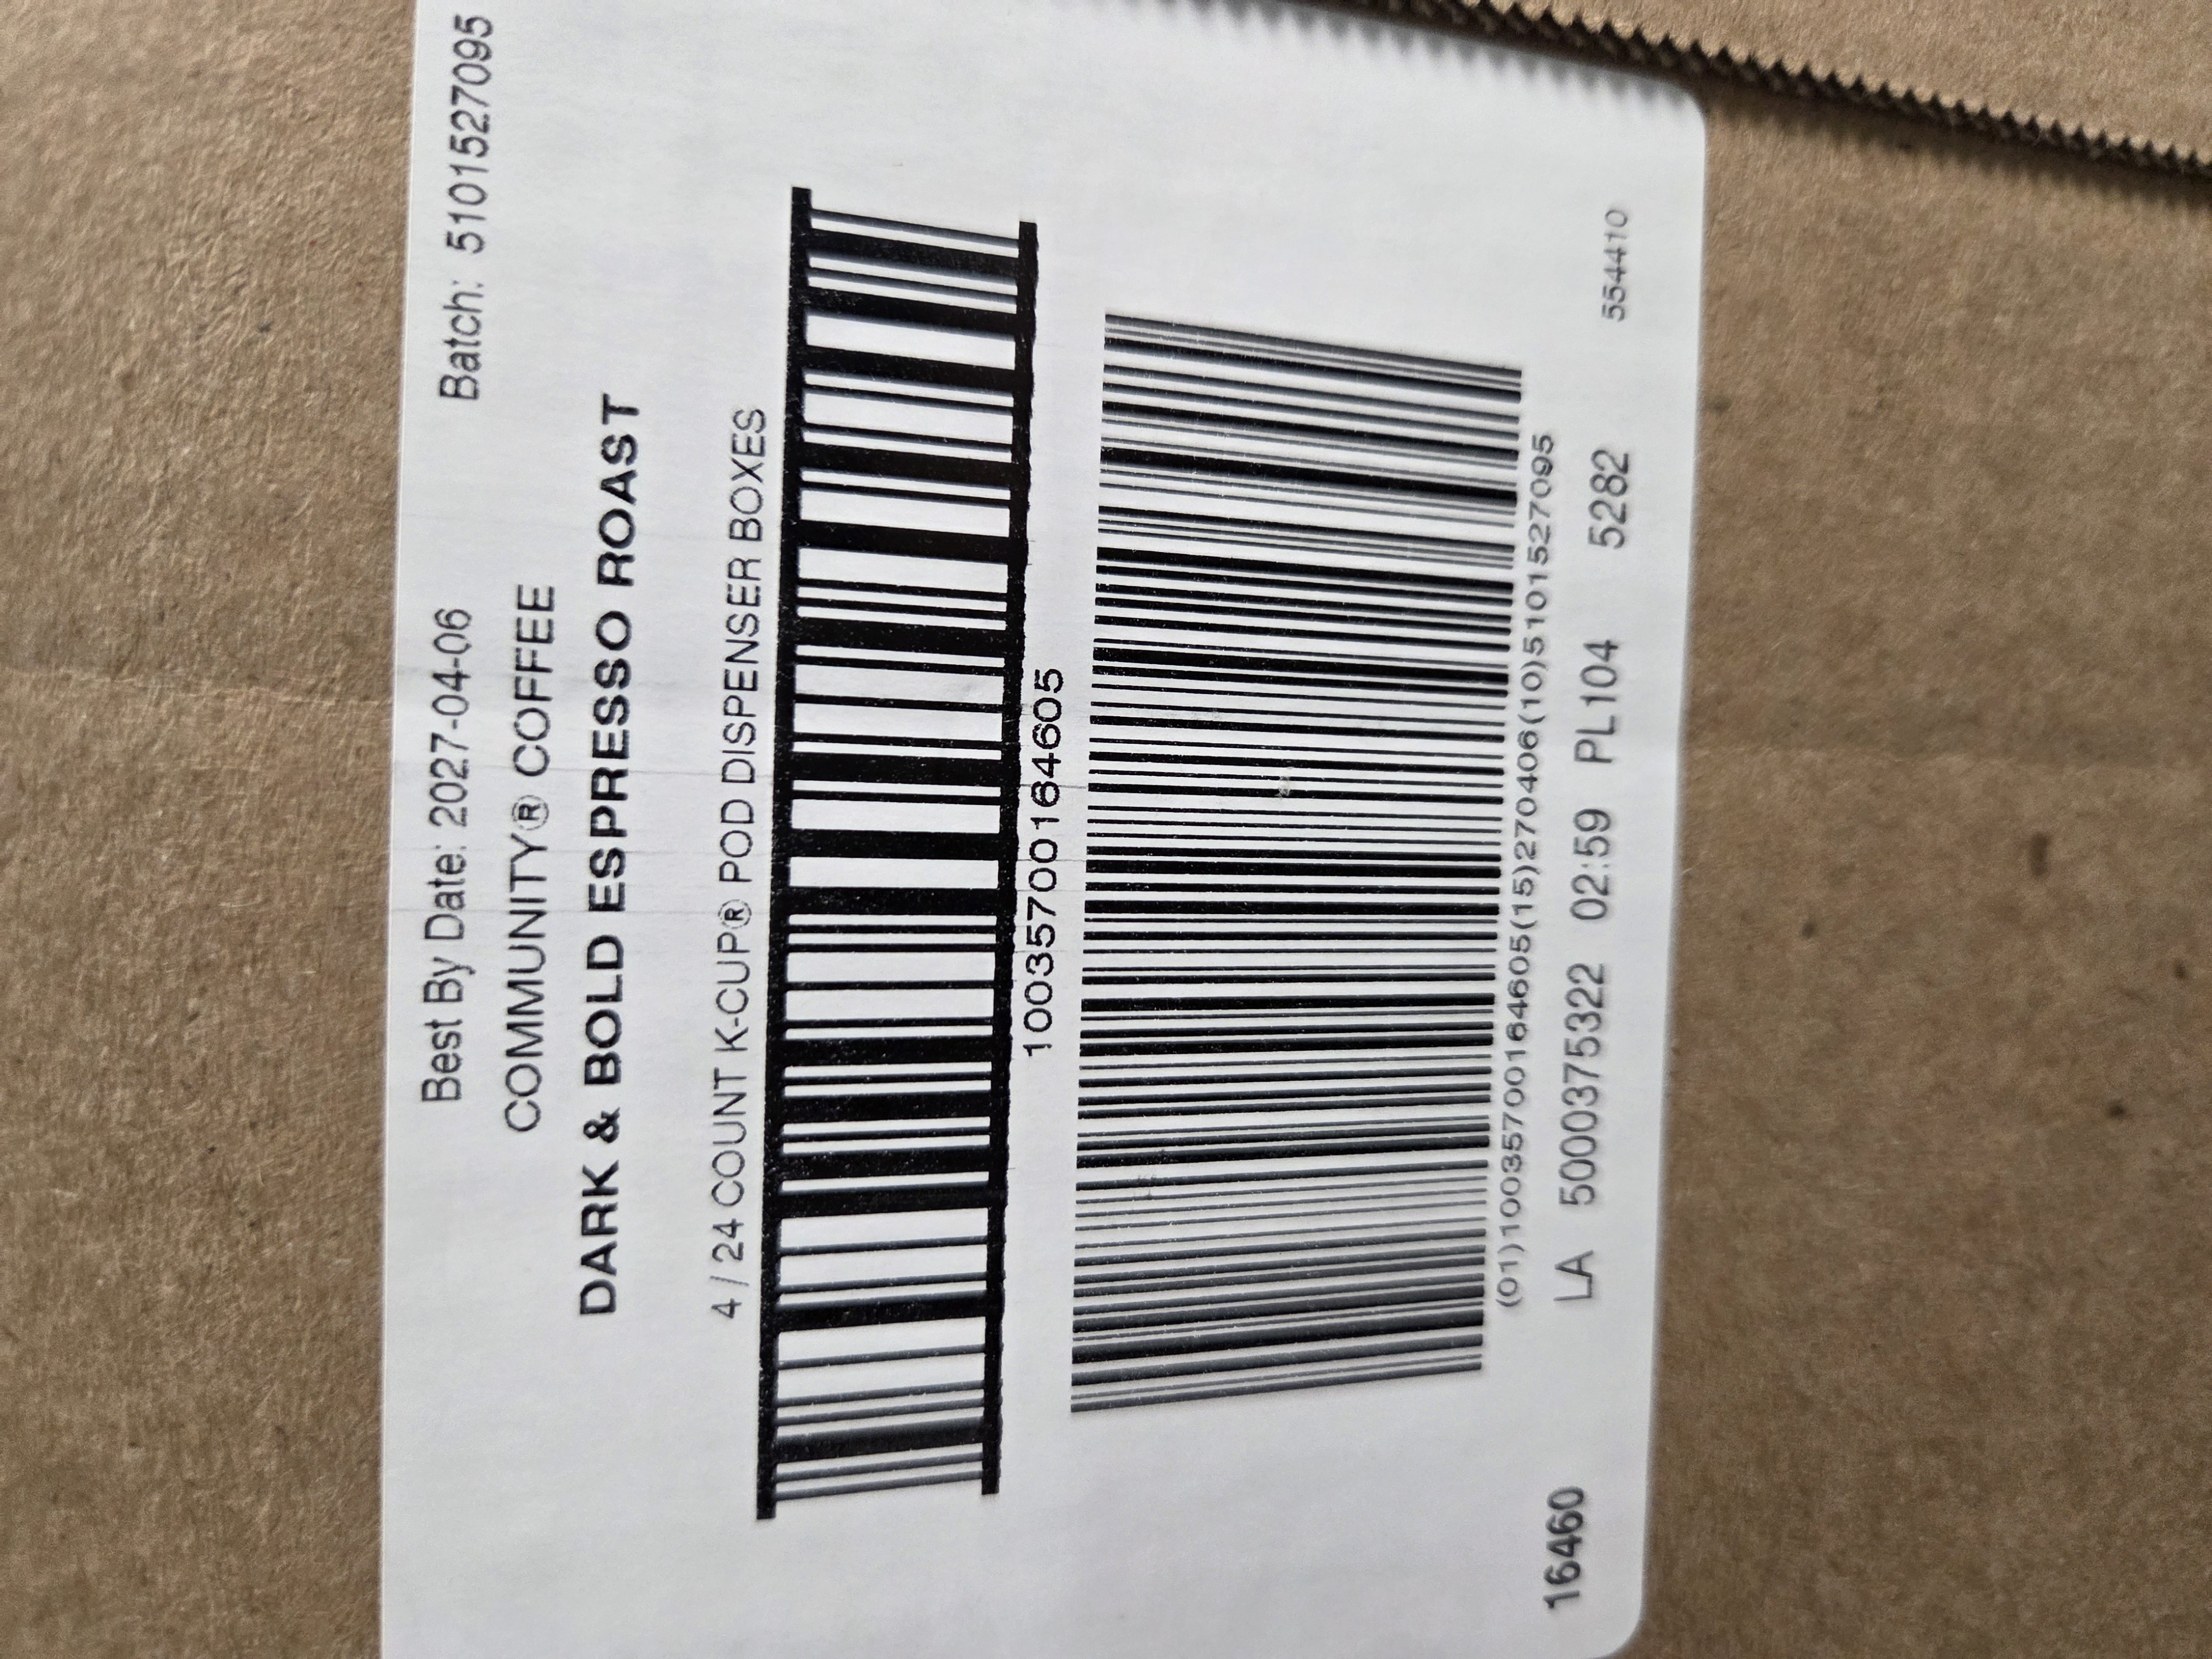 Best By Date: 2027-04-06 Batch: 5101527095
COMMUNITY® COFFEE
DARK & BOLD ESPRESSO ROAST
4 / 24 COUNT K-CUP® POD DISPENSER BOXES
10035700164605
(01)10035700164605(15)270406(10)5101527095
16460 LA 5000375322 02:59 PL104 5282 554410